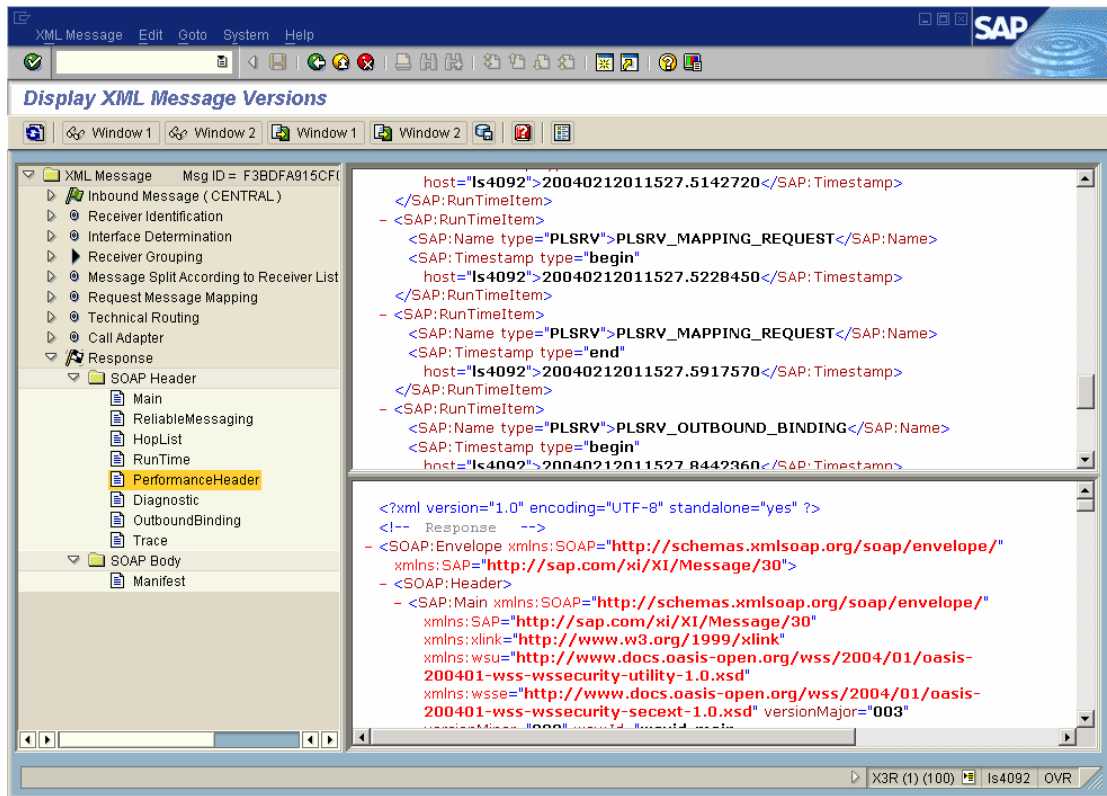 XML Message Edit Goto System Help
SAP
Display XML Message Versions
Window 1 Window 2 Window 1 Window 2
XML Message Msg ID = F3BDFA915CF(
Inbound Message ( CENTRAL )
Receiver Identification
Interface Determination
Receiver Grouping
Message Split According to Receiver List
Request Message Mapping
Technical Routing
Call Adapter
Response
SOAP Header
Main
ReliableMessaging
HopList
RunTime
PerformanceHeader
Diagnostic
OutboundBinding
Trace
SOAP Body
Manifest
host="ls4092">20040212011527.5142720</SAP:Timestamp>
</SAP:RunTimeItem>
- <SAP:RunTimeItem>
<SAP:Name type="PLSRV">PLSRV_MAPPING_REQUEST</SAP:Name>
<SAP:Timestamp type="begin"
host="ls4092">20040212011527.5228450</SAP:Timestamp>
</SAP:RunTimeItem>
- <SAP:RunTimeItem>
<SAP:Name type="PLSRV">PLSRV_MAPPING_REQUEST</SAP:Name>
<SAP:Timestamp type="end"
host="ls4092">20040212011527.5917570</SAP:Timestamp>
</SAP:RunTimeItem>
- <SAP:RunTimeItem>
<SAP:Name type="PLSRV">PLSRV_OUTBOUND_BINDING</SAP:Name>
<SAP:Timestamp type="begin"
host="ls4092">20040212011527.8442360</SAP:Timestamp>
<?xml version="1.0" encoding="UTF-8" standalone="yes" ?>
<!-- Response -->
- <SOAP:Envelope xmlns:SOAP="http://schemas.xmlsoap.org/soap/envelope/"
xmlns:SAP="http://sap.com/xi/XI/Message/30">
- <SOAP:Header>
- <SAP:Main xmlns:SOAP="http://schemas.xmlsoap.org/soap/envelope/"
xmlns:SAP="http://sap.com/xi/XI/Message/30"
xmlns:xlink="http://www.w3.org/1999/xlink"
xmlns:wsu="http://www.docs.oasis-open.org/wss/2004/01/oasis-
200401-wss-wssecurity-utility-1.0.xsd"
xmlns:wsse="http://www.docs.oasis-open.org/wss/2004/01/oasis-
200401-wss-wssecurity-secext-1.0.xsd" versionMajor="003"
X3R (1) (100) ls4092 OVR